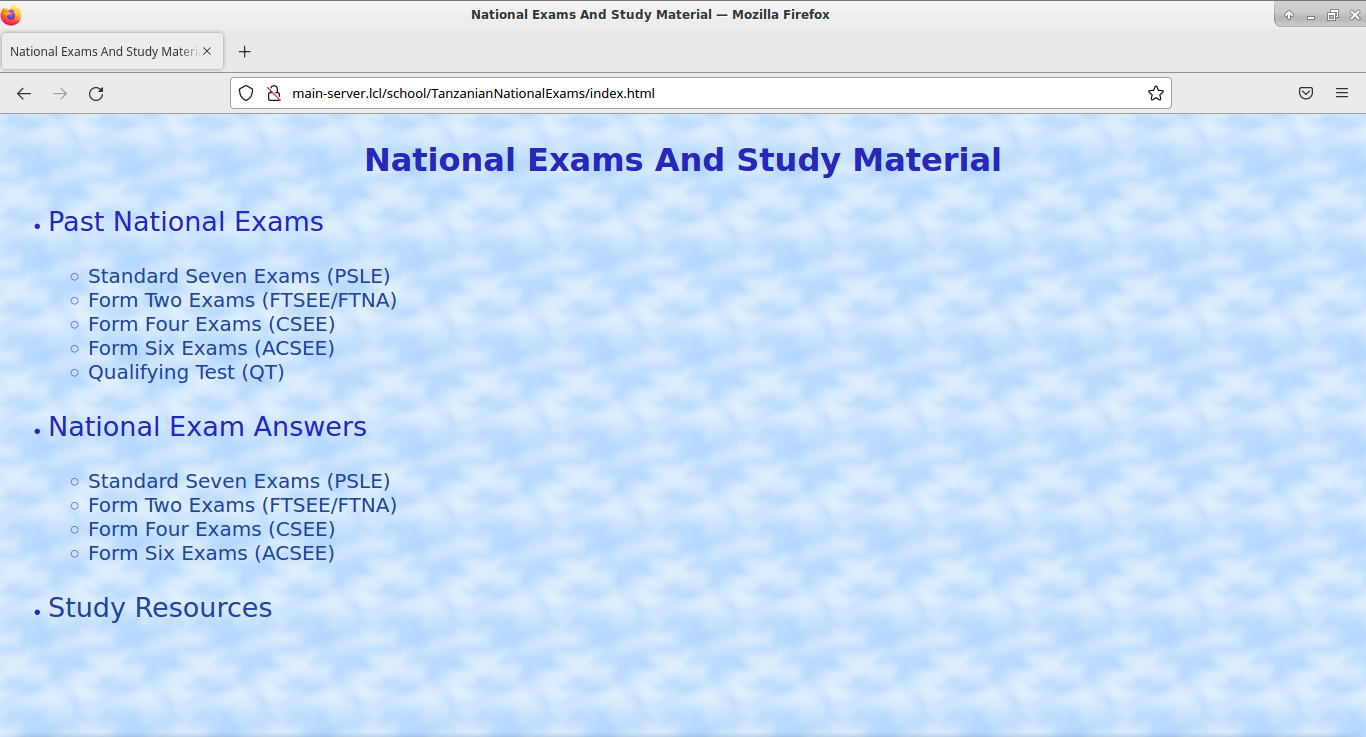 National Exams And Study Material — Mozilla Firefox
National Exams And Study Materi
main-server.lcl/school/TanzanianNationalExams/index.html
National Exams And Study Material
Past National Exams
Standard Seven Exams (PSLE)
Form Two Exams (FTSEE/FTNA)
Form Four Exams (CSEE)
Form Six Exams (ACSEE)
Qualifying Test (QT)
National Exam Answers
Standard Seven Exams (PSLE)
Form Two Exams (FTSEE/FTNA)
Form Four Exams (CSEE)
Form Six Exams (ACSEE)
Study Resources